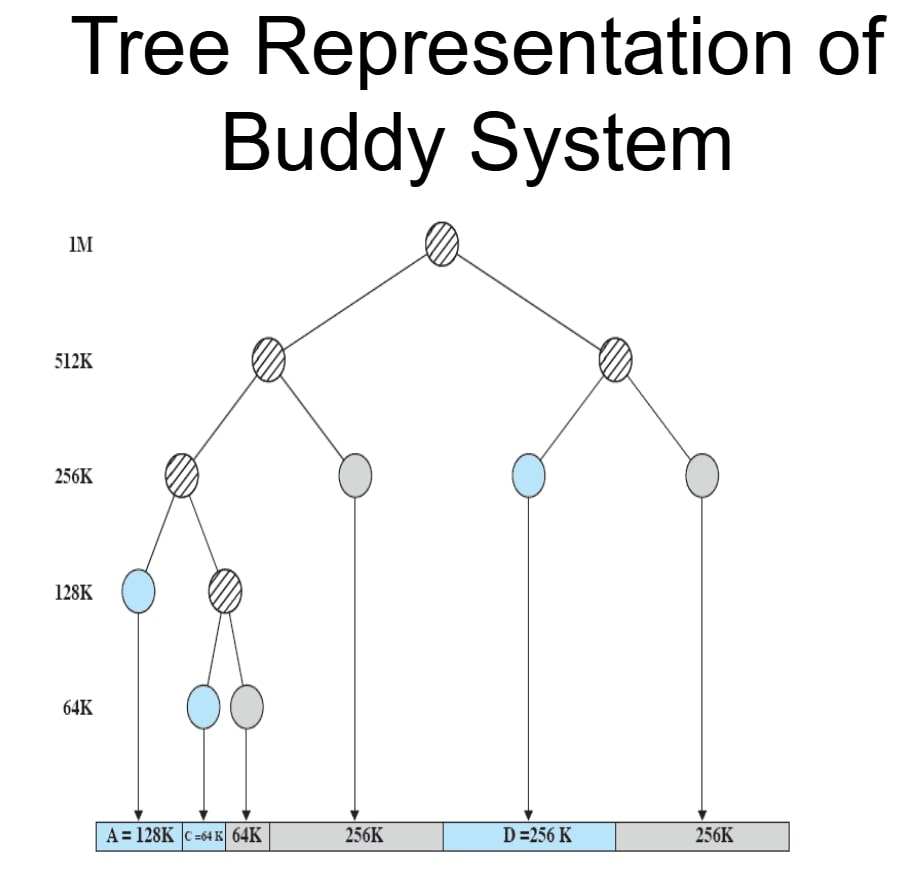 Tree Representation of
Buddy System
1M
512K
256K
128K
64K
A = 128K C =64 K 64K 256K D =256 K 256K